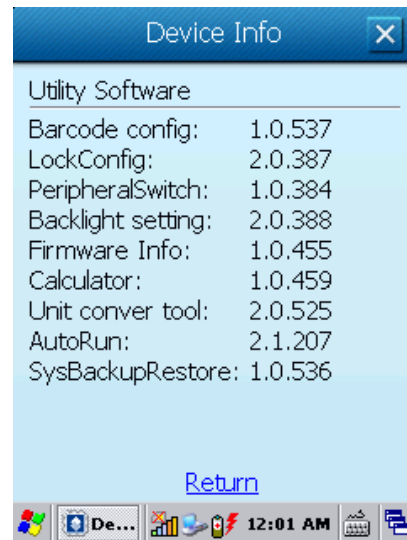 Device Info
Utility Software
Barcode config: 1.0.537
LockConfig: 2.0.387
PeripheralSwitch: 1.0.384
Backlight setting: 2.0.388
Firmware Info: 1.0.455
Calculator: 1.0.459
Unit conver tool: 2.0.525
AutoRun: 2.1.207
SysBackupRestore: 1.0.536
Return
De... 12:01 AM